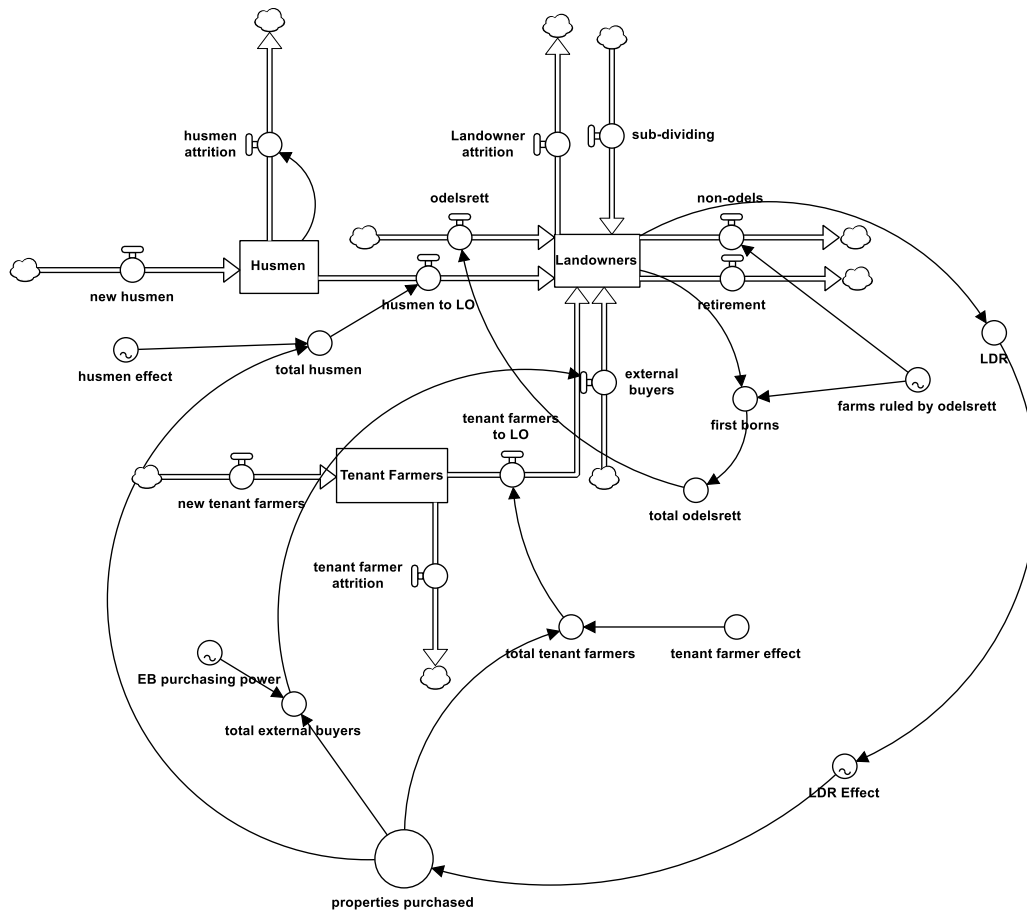 husmen
attrition
Landowner
attrition
sub-dividing
odelsrett
non-odels
Husmen
Landowners
new husmen
husmen to LO
retirement
husmen effect
total husmen
LDR
external
buyers
farms ruled by odelsrett
first borns
tenant farmers
to LO
Tenant Farmers
new tenant farmers
total odelsrett
tenant farmer
attrition
total tenant farmers
tenant farmer effect
EB purchasing power
total external buyers
LDR Effect
properties purchased